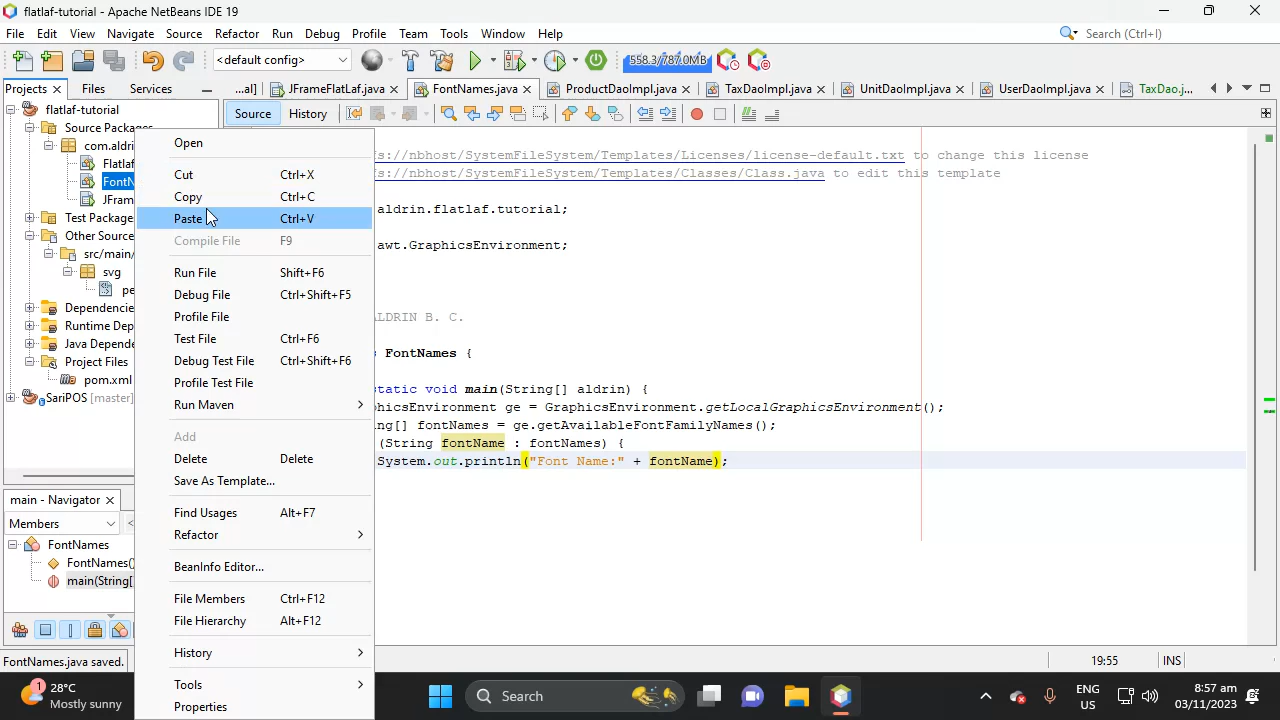 flatlaf-tutorial - Apache NetBeans IDE 19
File Edit View Navigate Source Refactor Run Debug Profile Team Tools Window Help
Search (Ctrl+I)
<default config>
558.3/787.0MB
Projects Files Services
...al] JFrameFlatLaf.java FontNames.java ProductDaoImpl.java TaxDaoImpl.java UnitDaoImpl.java UserDaoImpl.java TaxDao.j...
flatlaf-tutorial
Source Packages
com.aldri
Flatlaf
FontN
JFram
Test Package
Other Source
src/main/
svg
pe
Dependencie
Runtime Dep
Java Depende
Project Files
pom.xml
SariPOS [master]
Source History
Open
Cut Ctrl+X
Copy Ctrl+C
Paste Ctrl+V
Compile File F9
Run File Shift+F6
Debug File Ctrl+Shift+F5
Profile File
Test File Ctrl+F6
Debug Test File Ctrl+Shift+F6
Profile Test File
Run Maven
Add
Delete Delete
Save As Template...
Find Usages Alt+F7
Refactor
BeanInfo Editor...
File Members Ctrl+F12
File Hierarchy Alt+F12
History
Tools
Properties
s://nbhost/SystemFileSystem/Templates/Licenses/license-default.txt to change this license
s://nbhost/SystemFileSystem/Templates/Classes/Class.java to edit this template
aldrin.flatlaf.tutorial;
awt.GraphicsEnvironment;
ALDRIN B. C.
FontNames {
static void main(String[] aldrin) {
phicsEnvironment ge = GraphicsEnvironment.getLocalGraphicsEnvironment();
ng[] fontNames = ge.getAvailableFontFamilyNames();
(String fontName : fontNames) {
System.out.println("Font Name:" + fontName);
main - Navigator
Members
FontNames
FontNames()
main(String[]
FontNames.java saved.
19:55 INS
28°C
Mostly sunny
1
Search
ENG
US
8:57 am
03/11/2023